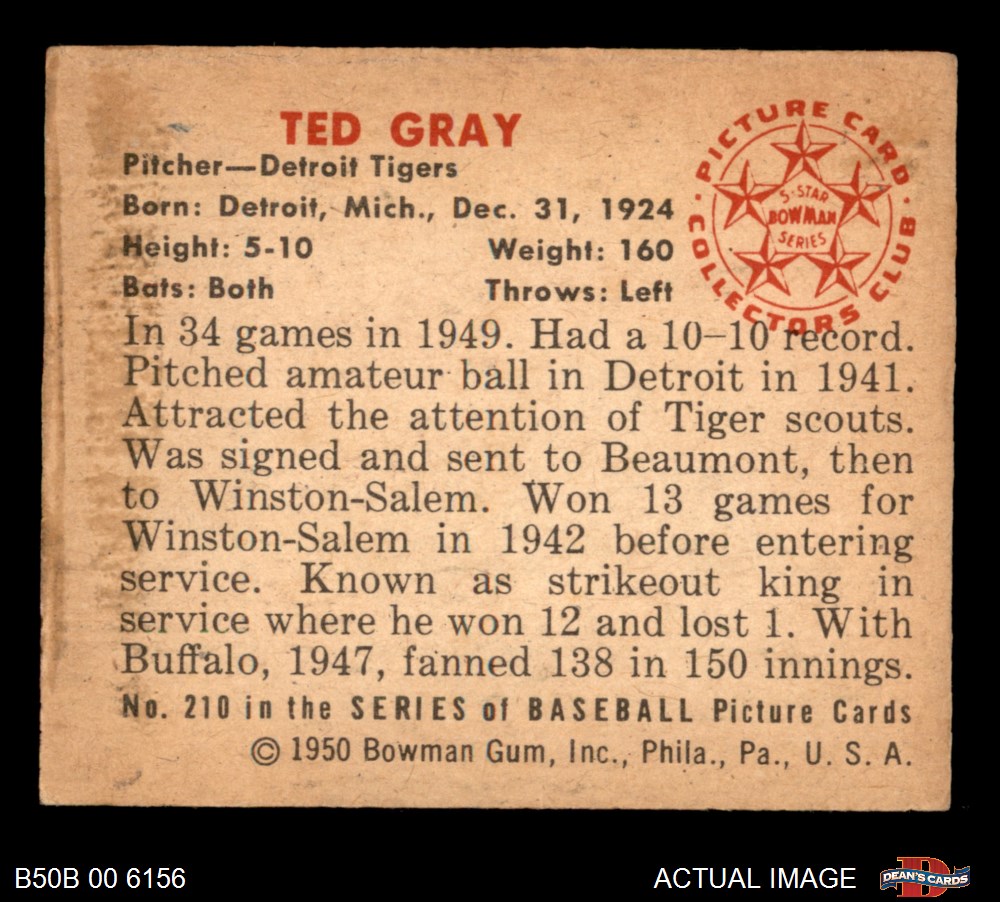 TED GRAY
Pitcher—Detroit Tigers
Born: Detroit, Mich., Dec. 31, 1924
Height: 5-10 Weight: 160
Bats: Both Throws: Left
PICTURE CARD COLLECTORS CLUB
5-STAR
BOWMAN
SERIES
In 34 games in 1949. Had a 10–10 record.
Pitched amateur ball in Detroit in 1941.
Attracted the attention of Tiger scouts.
Was signed and sent to Beaumont, then
to Winston-Salem. Won 13 games for
Winston-Salem in 1942 before entering
service. Known as strikeout king in
service where he won 12 and lost 1. With
Buffalo, 1947, fanned 138 in 150 innings.
No. 210 in the SERIES of BASEBALL Picture Cards
© 1950 Bowman Gum, Inc., Phila., Pa., U. S. A.
B50B 00 6156
ACTUAL IMAGE
D
DEAN'S CARDS